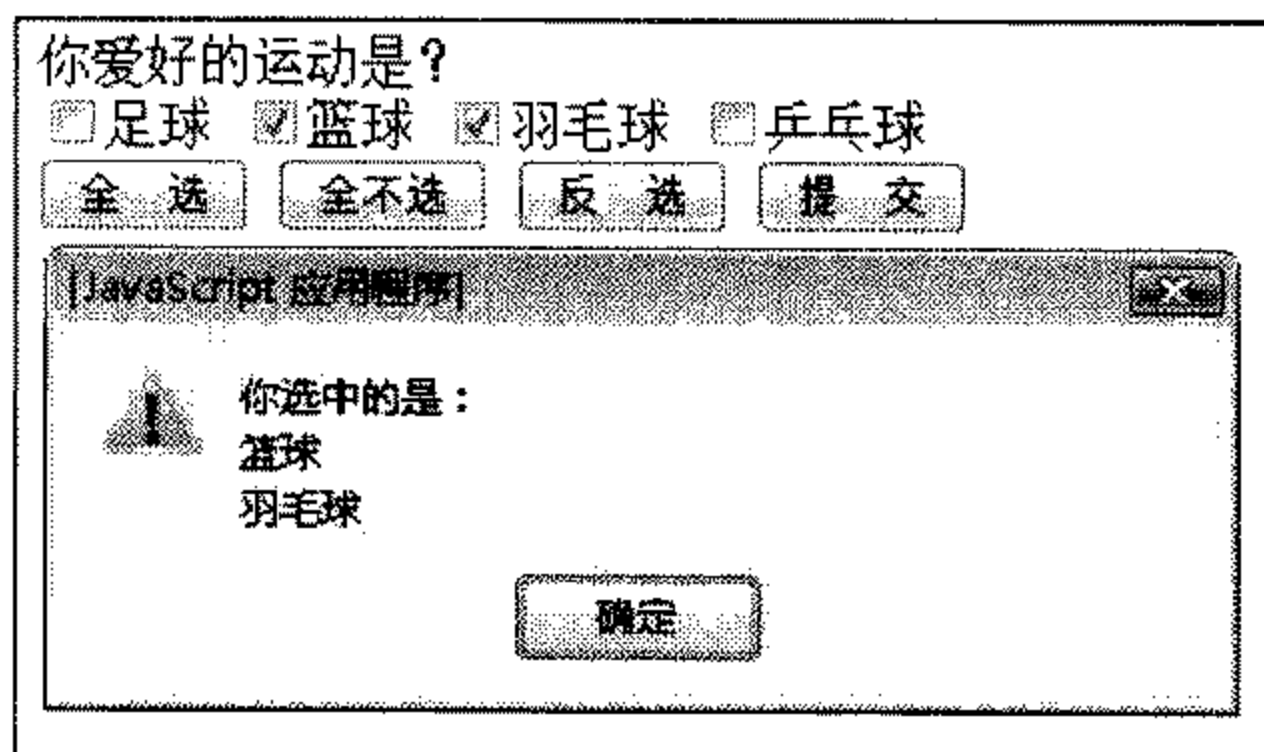 你爱好的运动是？
足球 篮球 羽毛球 乒乓球
全 选 全不选 反 选 提 交
[JavaScript 应用程序]
你选中的是：
篮球
羽毛球
确定